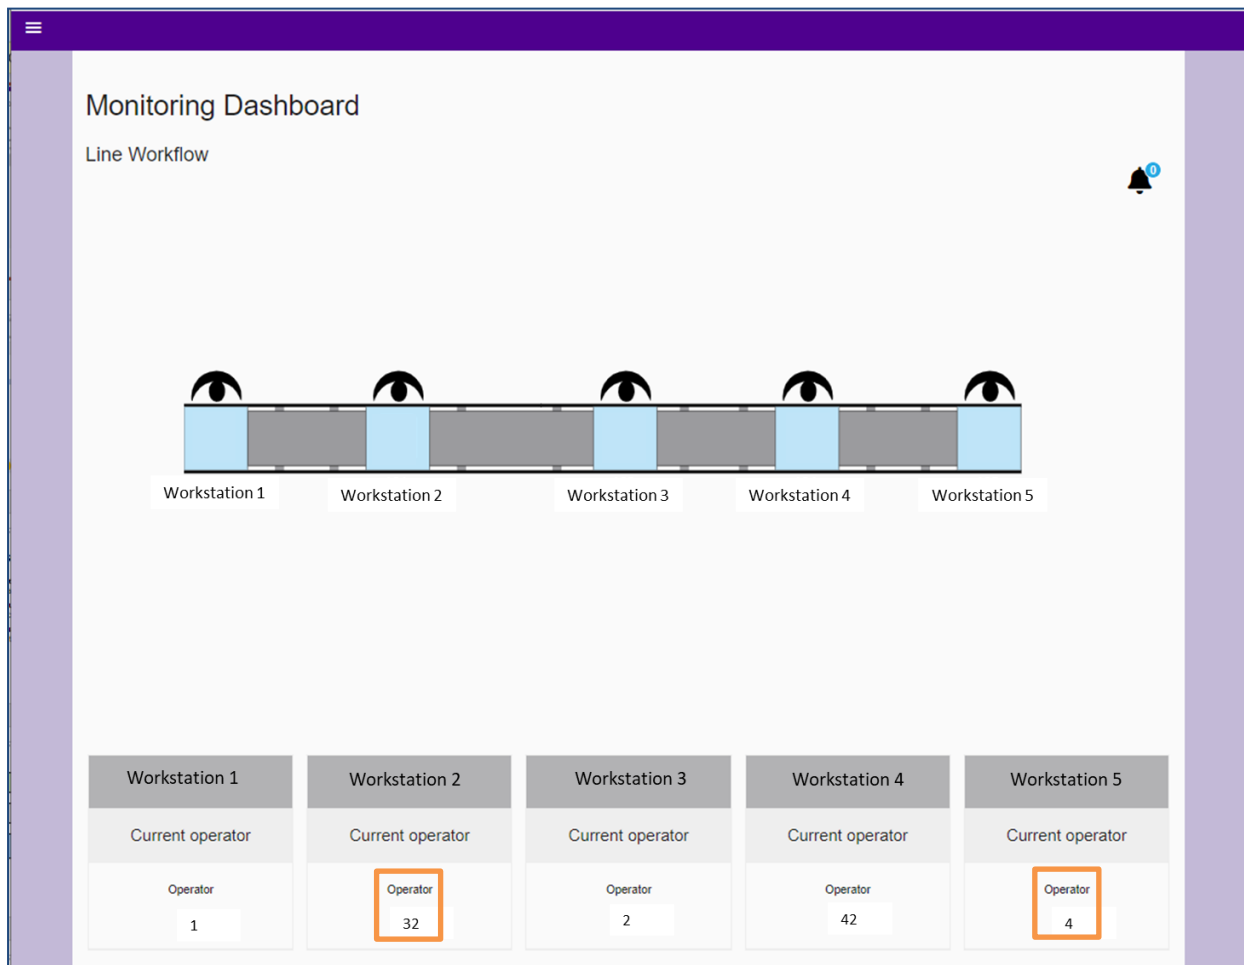 Monitoring Dashboard
Line Workflow
0
Workstation 1
Workstation 2
Workstation 3
Workstation 4
Workstation 5
Workstation 1
Workstation 2
Workstation 3
Workstation 4
Workstation 5
Current operator
Current operator
Current operator
Current operator
Current operator
Operator
Operator
Operator
Operator
Operator
1
32
2
42
4